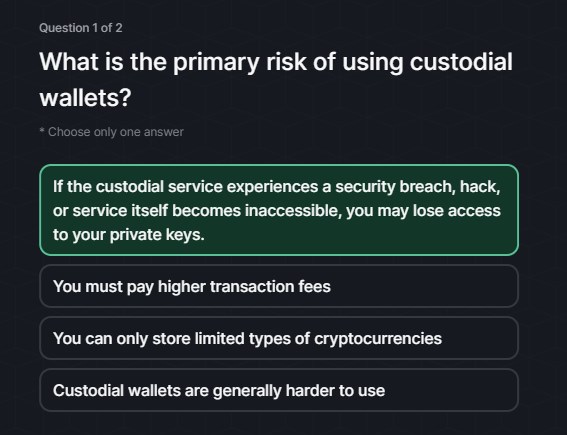 Question 1 of 2
What is the primary risk of using custodial
wallets?
* Choose only one answer
If the custodial service experiences a security breach, hack,
or service itself becomes inaccessible, you may lose access
to your private keys.
You must pay higher transaction fees
You can only store limited types of cryptocurrencies
Custodial wallets are generally harder to use